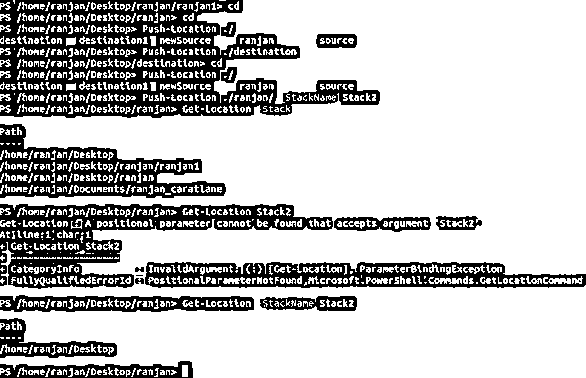 PS /home/ranjan/Desktop/ranjan/ranjan1> cd
PS /home/ranjan/Desktop/ranjan> cd
PS /home/ranjan/Desktop> Push-Location ./
destination destination1 newSource ranjan source
PS /home/ranjan/Desktop> Push-Location ./destination
PS /home/ranjan/Desktop/destination> cd
PS /home/ranjan/Desktop> Push-Location ./
destination destination1 newSource ranjan source
PS /home/ranjan/Desktop> Push-Location ./ranjan/ -StackName Stack2
PS /home/ranjan/Desktop/ranjan> Get-Location -Stack
Path
----
/home/ranjan/Desktop
/home/ranjan/Desktop/ranjan/ranjan1
/home/ranjan/Desktop/ranjan
/home/ranjan/Documents/ranjan_caratlane
PS /home/ranjan/Desktop/ranjan> Get-Location Stack2
Get-Location : A positional parameter cannot be found that accepts argument 'Stack2'.
At line:1 char:1
+ Get-Location Stack2
+ ~~~~~~~~~~~~~~~~~~~
+ CategoryInfo : InvalidArgument: (:) [Get-Location], ParameterBindingException
+ FullyQualifiedErrorId : PositionalParameterNotFound,Microsoft.PowerShell.Commands.GetLocationCommand
PS /home/ranjan/Desktop/ranjan> Get-Location -StackName Stack2
Path
----
/home/ranjan/Desktop
PS /home/ranjan/Desktop/ranjan>